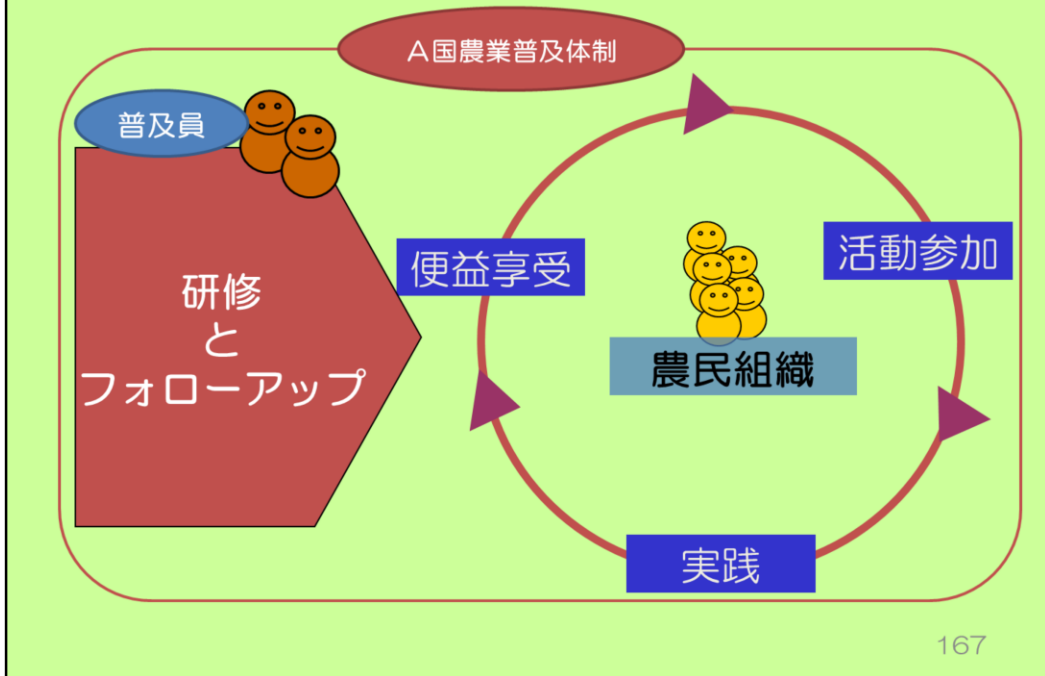 A国農業普及体制
普及員
研修
と
フォローアップ
便益享受
活動参加
農民組織
実践
167